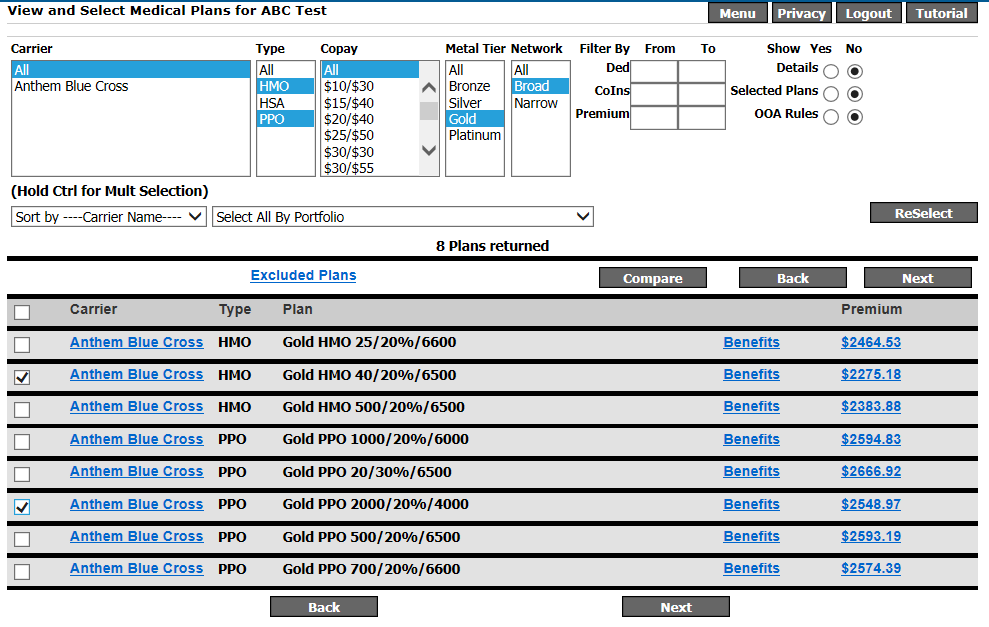 View and Select Medical Plans for ABC Test
Menu Privacy Logout Tutorial
Carrier Type Copay Metal Tier Network Filter By From To Show Yes No
All All All All All Ded Details
Anthem Blue Cross HMO $10/$30 Bronze Broad CoIns Selected Plans
HSA $15/$40 Silver Narrow Premium OOA Rules
PPO $20/$40 Gold
$25/$50 Platinum
$30/$30
$30/$55
(Hold Ctrl for Mult Selection)
Sort by ----Carrier Name---- Select All By Portfolio ReSelect
8 Plans returned
Excluded Plans Compare Back Next
Carrier Type Plan Premium
Anthem Blue Cross HMO Gold HMO 25/20%/6600 Benefits $2464.53
Anthem Blue Cross HMO Gold HMO 40/20%/6500 Benefits $2275.18
Anthem Blue Cross HMO Gold HMO 500/20%/6500 Benefits $2383.88
Anthem Blue Cross PPO Gold PPO 1000/20%/6000 Benefits $2594.83
Anthem Blue Cross PPO Gold PPO 20/30%/6500 Benefits $2666.92
Anthem Blue Cross PPO Gold PPO 2000/20%/4000 Benefits $2548.97
Anthem Blue Cross PPO Gold PPO 500/20%/6500 Benefits $2593.19
Anthem Blue Cross PPO Gold PPO 700/20%/6600 Benefits $2574.39
Back Next